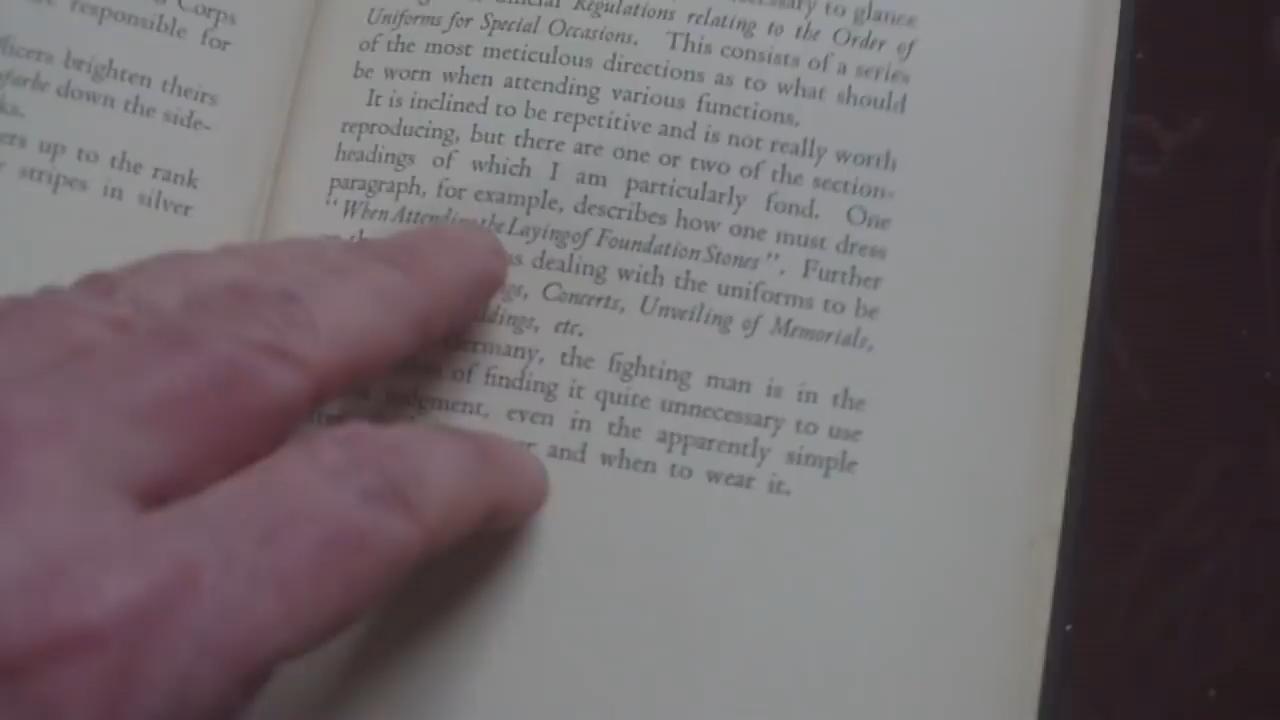 Corps
responsible for
officers brighten theirs
down the side-
up to the rank
stripes in silver
to glance
Regulations relating to the Order of
Uniforms for Special Occasions. This consists of a series
of the most meticulous directions as to what should
be worn when attending various functions.
It is inclined to be repetitive and is not really worth
reproducing, but there are one or two of the section-
headings of which I am particularly fond. One
paragraph, for example, describes how one must dress
"When Attending the Laying of Foundation Stones". Further
dealing with the uniforms to be
Concerts, Unveiling of Memorials,
etc.
Germany, the fighting man is in the
of finding it quite unnecessary to use
judgment, even in the apparently simple
and when to wear it.